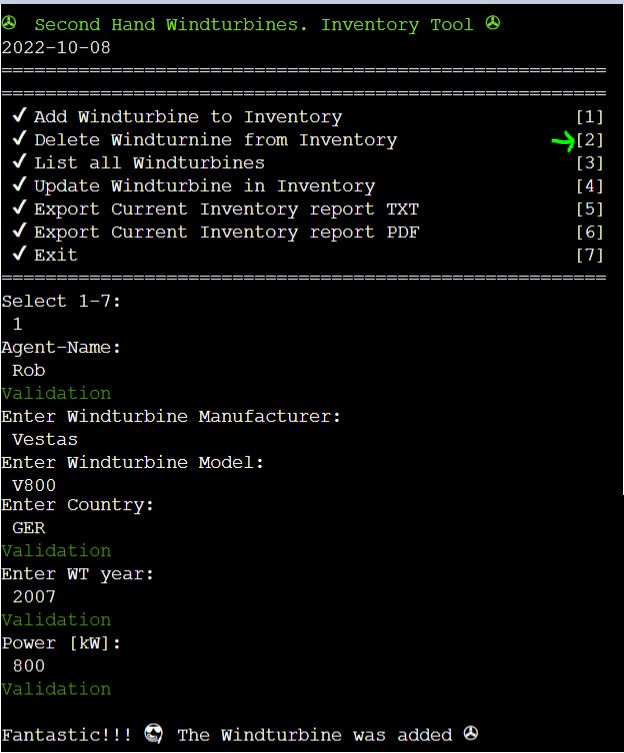 ✇ Second Hand Windturbines. Inventory Tool ✇
2022-10-08
=======================================================
=======================================================
✓ Add Windturbine to Inventory [1]
✓ Delete Windturnine from Inventory [2]
✓ List all Windturbines [3]
✓ Update Windturbine in Inventory [4]
✓ Export Current Inventory report TXT [5]
✓ Export Current Inventory report PDF [6]
✓ Exit [7]
=======================================================
Select 1-7:
1
Agent-Name:
Rob
Validation
Enter Windturbine Manufacturer:
Vestas
Enter Windturbine Model:
V800
Enter Country:
GER
Validation
Enter WT year:
2007
Validation
Power [kW]:
800
Validation
Fantastic!!! 😎 The Windturbine was added ✇